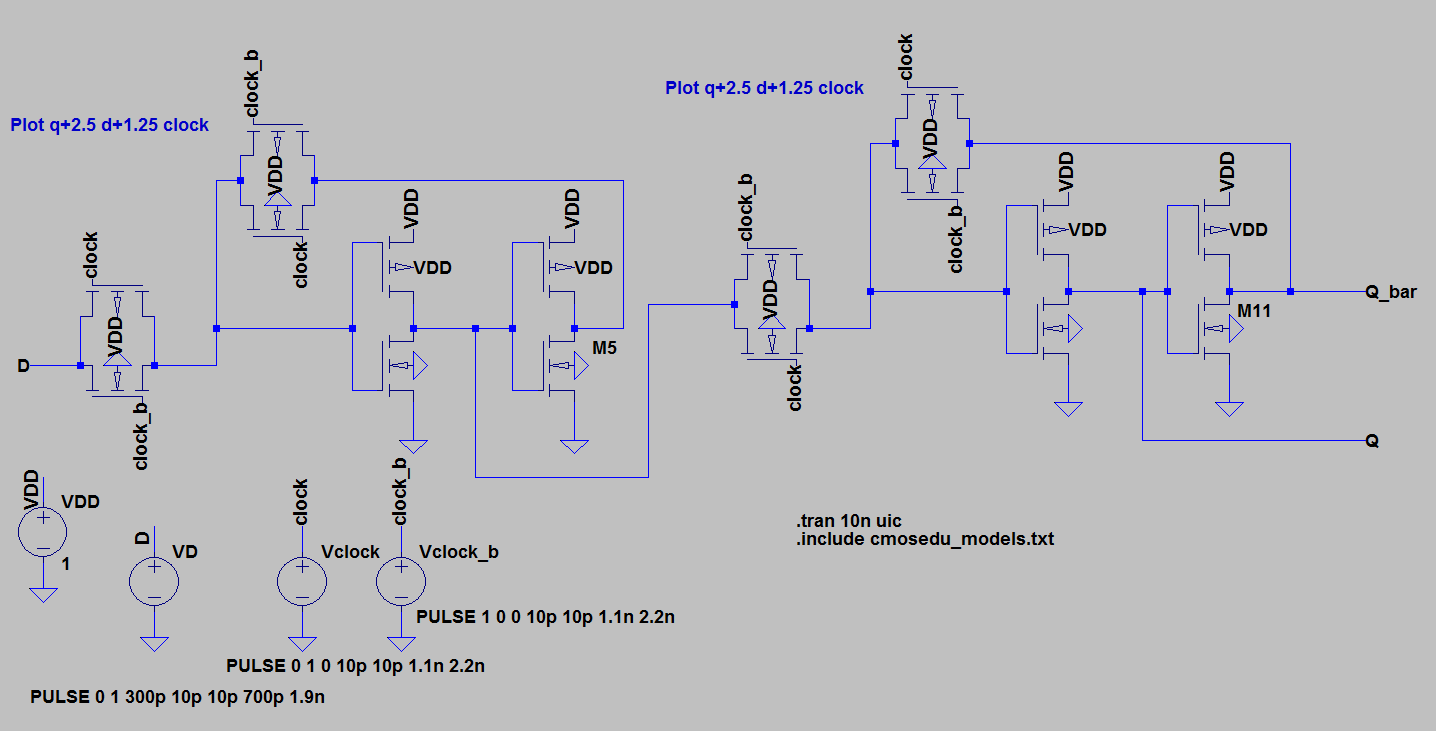 clock
clock_b
Plot q+2.5 d+1.25 clock
Plot q+2.5 d+1.25 clock
VDD
VDD
clock_b
VDD
VDD
VDD
VDD
clock_b
clock_b
VDD
VDD
clock
clock
VDD
VDD
VDD
Q_bar
VDD
M11
VDD
M5
D
clock
clock_b
Q
VDD
VDD
clock
clock_b
1
D
VD
Vclock
Vclock_b
.tran 10n uic
.include cmosedu_models.txt
PULSE 1 0 0 10p 10p 1.1n 2.2n
PULSE 0 1 0 10p 10p 1.1n 2.2n
PULSE 0 1 300p 10p 10p 700p 1.9n